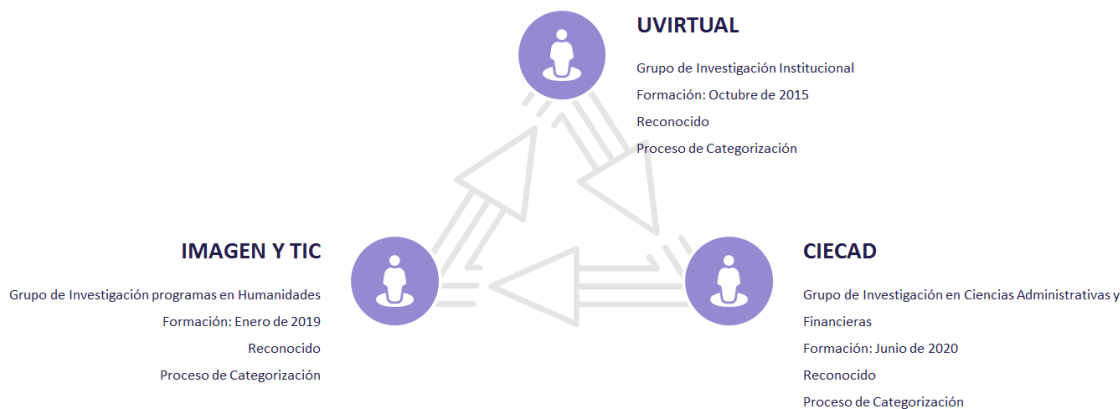 UVIRTUAL
Grupo de Investigación Institucional
Formación: Octubre de 2015
Reconocido
Proceso de Categorización
IMAGEN Y TIC
Grupo de Investigación programas en Humanidades
Formación: Enero de 2019
Reconocido
Proceso de Categorización
CIECAD
Grupo de Investigación en Ciencias Administrativas y
Financieras
Formación: Junio de 2020
Reconocido
Proceso de Categorización